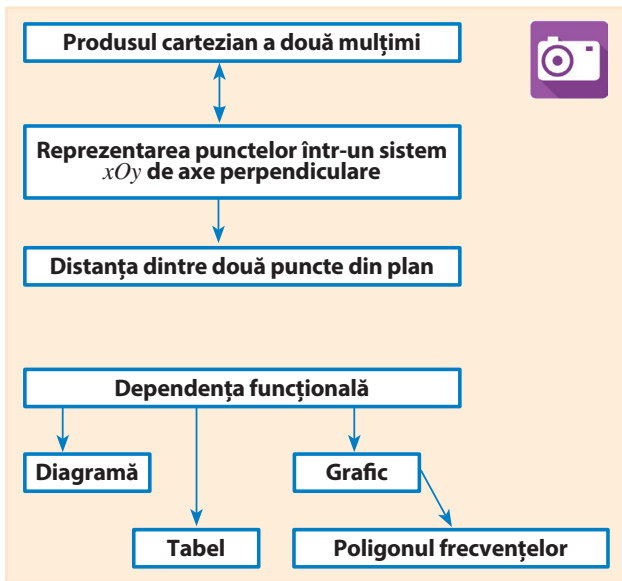 Produsul cartezian a două mulțimi
Reprezentarea punctelor într-un sistem
xOy de axe perpendiculare
Distanța dintre două puncte din plan
Dependența funcțională
Diagramă
Grafic
Tabel
Poligonul frecvențelor